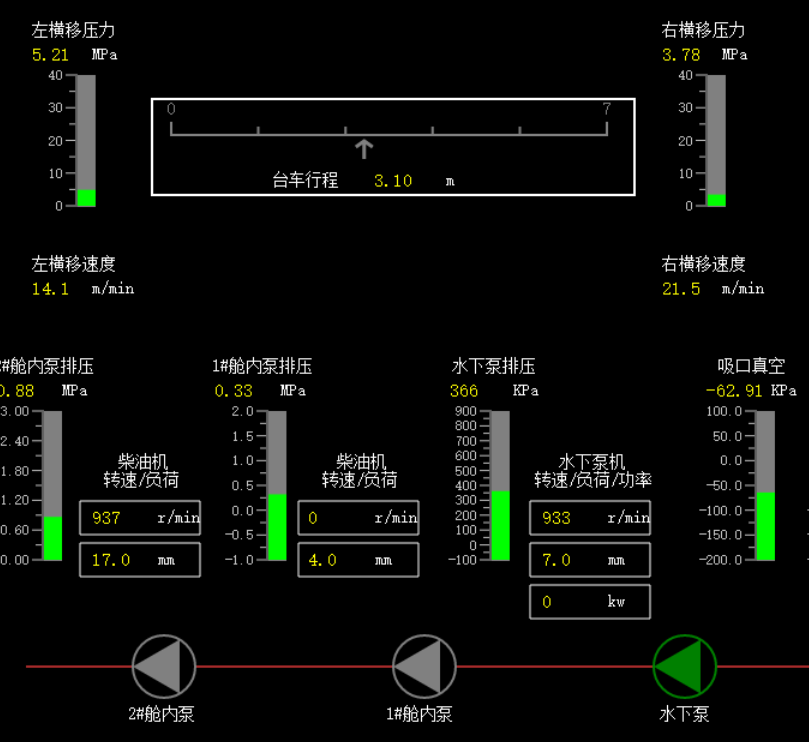 左横移压力
5.21 MPa
40
30
20
10
0
0 7
台车行程 3.10 m
右横移压力
3.78 MPa
40
30
20
10
0
左横移速度
14.1 m/min
右横移速度
21.5 m/min
#舱内泵排压
0.88 MPa
3.00
2.40
1.80
1.20
0.60
0.00
柴油机
转速/负荷
937 r/min
17.0 mm
1#舱内泵排压
0.33 MPa
2.0
1.5
1.0
0.5
0.0
-0.5
-1.0
柴油机
转速/负荷
0 r/min
4.0 mm
水下泵排压
366 KPa
900
800
700
600
500
400
300
200
100
0
-100
水下泵机
转速/负荷/功率
933 r/min
7.0 mm
0 kw
吸口真空
-62.91 KPa
100.0
50.0
0.0
-50.0
-100.0
-150.0
-200.0
2#舱内泵
1#舱内泵
水下泵